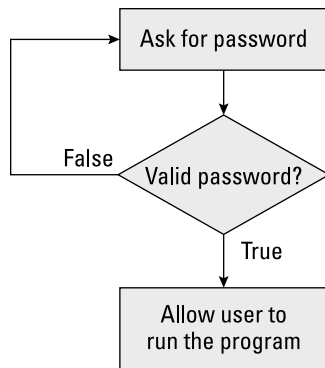 Ask for password
False
Valid password?
True
Allow user to
run the program